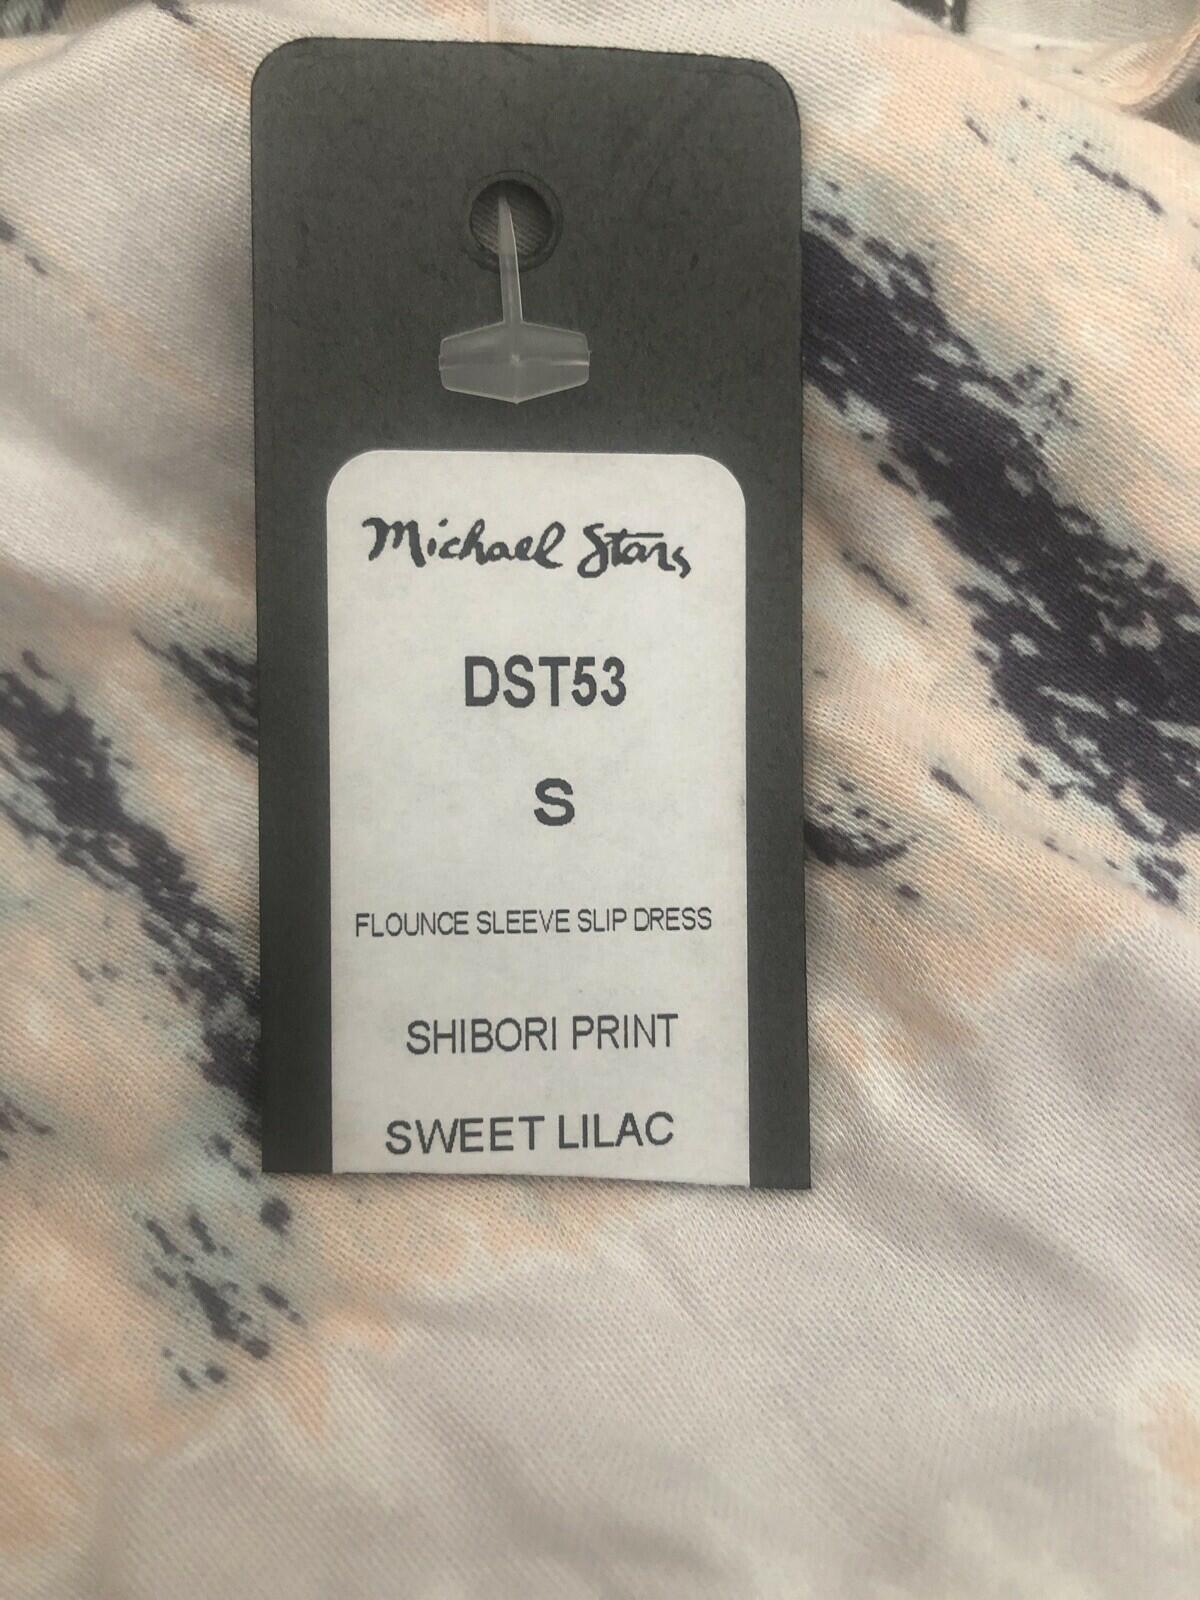 Michael Stars
DST53
S
FLOUNCE SLEEVE SLIP DRESS
SHIBORI PRINT
SWEET LILAC